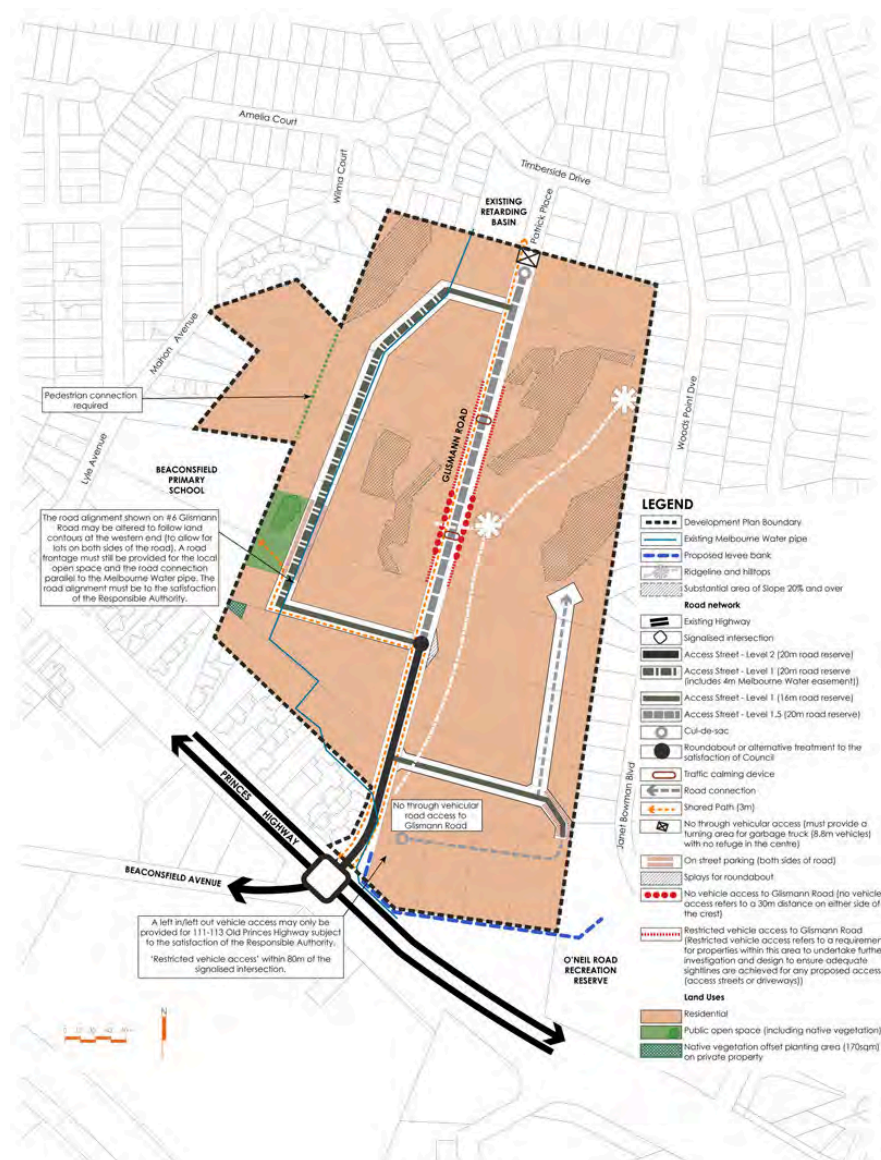 Amelia Court
Wilma Court
Timberside Drive
Patrick Place
EXISTING
RETARDING
BASIN
Mahon Avenue
Woods Point Dve
Pedestrian connection
required
GLISMANN ROAD
Lyle Avenue
BEACONSFIELD
PRIMARY
SCHOOL
The road alignment shown on #6 Glismann
Road may be altered to follow land
contours at the western end (to allow for
lots on both sides of the road). A road
frontage must still be provided for the local
open space and the road connection
parallel to the Melbourne Water pipe. The
road alignment must be to the satisfaction
of the Responsible Authority.
PRINCES HIGHWAY
No through vehicular
road access to
Glismann Road
Janet Bowman Blvd
BEACONSFIELD AVENUE
A left in/left out vehicle access may only be
provided for 111-113 Old Princes Highway subject
to the satisfaction of the Responsible Authority.
'Restricted vehicle access' within 80m of the
signalised intersection.
O'NEIL ROAD
RECREATION
RESERVE
N
LEGEND
Development Plan Boundary
Existing Melbourne Water pipe
Proposed levee bank
Ridgeline and hilltops
Substantial area of Slope 20% and over
Road network
Existing Highway
Signalised intersection
Access Street - Level 2 (20m road reserve)
Access Street - Level 1 (20m road reserve
(includes 4m Melbourne Water easement))
Access Street - Level 1 (16m road reserve)
Access Street - Level 1.5 (20m road reserve)
Cul-de-sac
Roundabout or alternative treatment to the
satisfaction of Council
Traffic calming device
Road connection
Shared Path (3m)
No through vehicular access (must provide a
turning area for garbage truck (8.8m vehicles)
with no refuge in the centre)
On street parking (both sides of road)
Splays for roundabout
No vehicle access to Glismann Road (no vehicle
access refers to a 30m distance on either side of
the crest)
Restricted vehicle access to Glismann Road
(Restricted vehicle access refers to a requirement
for properties within this area to undertake further
investigation and design to ensure adequate
sightlines are achieved for any proposed access
(access streets or driveways))
Land Uses
Residential
Public open space (including native vegetation)
Native vegetation offset planting area (170sqm)
on private property